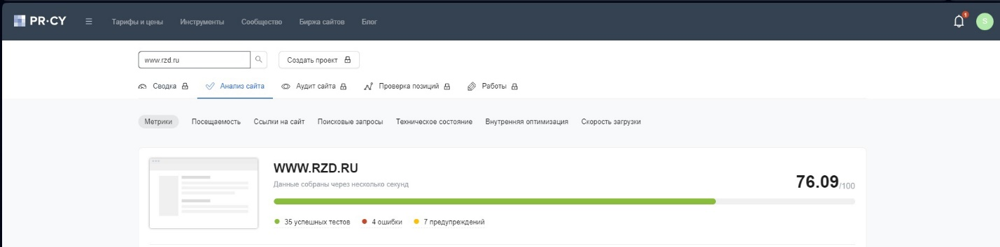 PR·CY Тарифы и цены Инструменты Сообщество Биржа сайтов Блог 1 S
www.rzd.ru Создать проект
Сводка Анализ сайта Аудит сайта Проверка позиций Работы
Метрики Посещаемость Ссылки на сайт Поисковые запросы Техническое состояние Внутренняя оптимизация Скорость загрузки
WWW.RZD.RU
Данные собраны через несколько секунд
76.09/100
35 успешных тестов 4 ошибки 7 предупреждений